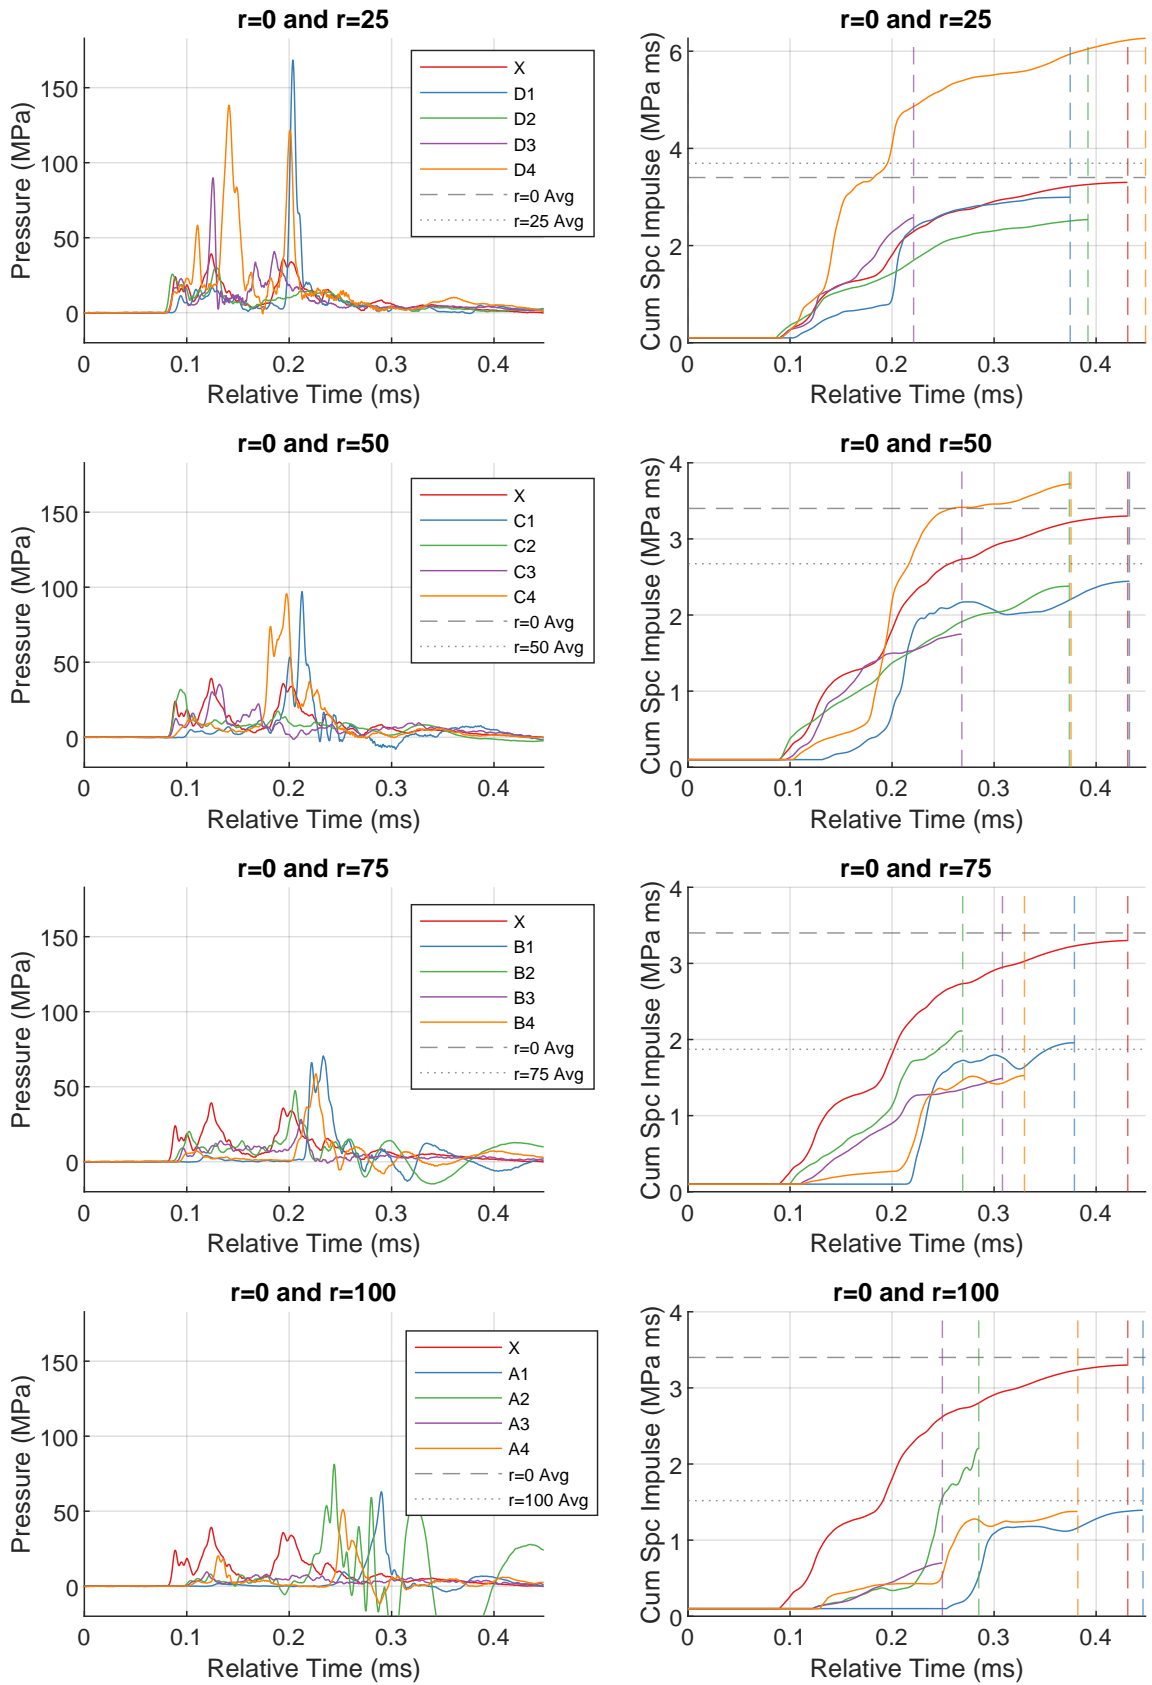 r=0 and r=25
Pressure (MPa)
150
100
50
0
X
D1
D2
D3
D4
r=0 Avg
r=25 Avg
0 0.1 0.2 0.3 0.4
Relative Time (ms)
r=0 and r=25
Cum Spc Impulse (MPa ms)
6
4
2
0
0 0.1 0.2 0.3 0.4
Relative Time (ms)
r=0 and r=50
Pressure (MPa)
150
100
50
0
X
C1
C2
C3
C4
r=0 Avg
r=50 Avg
0 0.1 0.2 0.3 0.4
Relative Time (ms)
r=0 and r=50
Cum Spc Impulse (MPa ms)
4
3
2
1
0
0 0.1 0.2 0.3 0.4
Relative Time (ms)
r=0 and r=75
Pressure (MPa)
150
100
50
0
X
B1
B2
B3
B4
r=0 Avg
r=75 Avg
0 0.1 0.2 0.3 0.4
Relative Time (ms)
r=0 and r=75
Cum Spc Impulse (MPa ms)
4
3
2
1
0
0 0.1 0.2 0.3 0.4
Relative Time (ms)
r=0 and r=100
Pressure (MPa)
150
100
50
0
X
A1
A2
A3
A4
r=0 Avg
r=100 Avg
0 0.1 0.2 0.3 0.4
Relative Time (ms)
r=0 and r=100
Cum Spc Impulse (MPa ms)
4
3
2
1
0
0 0.1 0.2 0.3 0.4
Relative Time (ms)